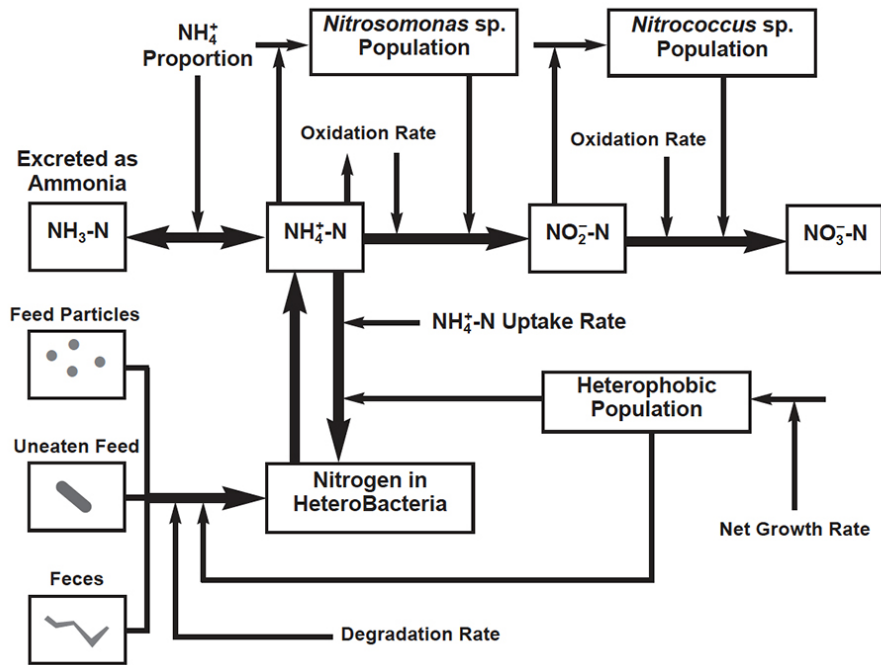 NH₄⁺
Proportion
Nitrosomonas sp.
Population
Nitrococcus sp.
Population
Oxidation Rate
Oxidation Rate
Excreted as
Ammonia
NH₃-N
NH₄⁺-N
NO₂⁻-N
NO₃⁻-N
Feed Particles
NH₄⁺-N Uptake Rate
Heterophobic
Population
Uneaten Feed
Nitrogen in
HeteroBacteria
Net Growth Rate
Feces
Degradation Rate